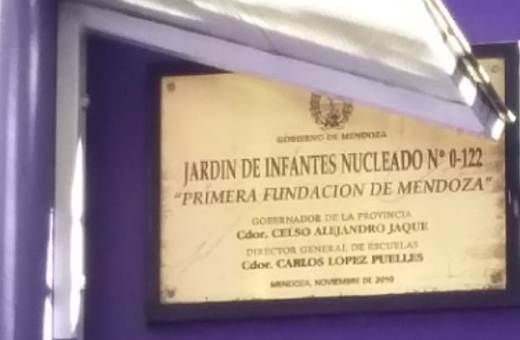 GOBIERNO DE MENDOZA
JARDIN DE INFANTES NUCLEADO N° 0-122
"PRIMERA FUNDACION DE MENDOZA"
GOBERNADOR DE LA PROVINCIA
Cdor. CELSO ALEJANDRO JAQUE
DIRECTOR GENERAL DE ESCUELAS
Cdor. CARLOS LOPEZ PUELLES
MENDOZA, NOVIEMBRE DE 2010